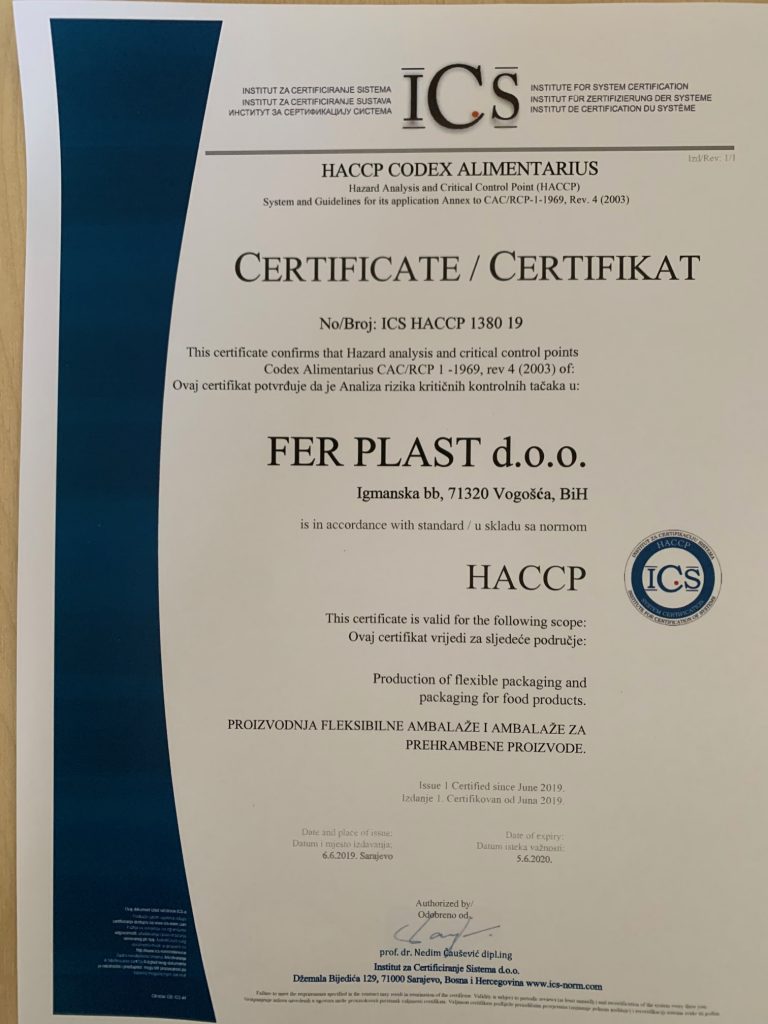 INSTITUT ZA CERTIFICIRANJE SISTEMA
INSTITUT ZA CERTIFICIRANJE SUSTAVA
ИНСТИТУТ ЗА СЕРТИФИКАЦИЈУ СИСТЕМА
ICS
INSTITUTE FOR SYSTEM CERTIFICATION
INSTITUT FÜR ZERTIFIZIERUNG DER SYSTEME
INSTITUT DE CERTIFICATION DU SYSTÈME
Izd/Rev: 1/1
HACCP CODEX ALIMENTARIUS
Hazard Analysis and Critical Control Point (HACCP)
System and Guidelines for its application Annex to CAC/RCP-1-1969, Rev. 4 (2003)
CERTIFICATE / CERTIFIKAT
No/Broj: ICS HACCP 1380 19
This certificate confirms that Hazard analysis and critical control points
Codex Alimentarius CAC/RCP 1 -1969, rev 4 (2003) of:
Ovaj certifikat potvrđuje da je Analiza rizika kritičnih kontrolnih tačaka u:
FER PLAST d.o.o.
Igmanska bb, 71320 Vogošća, BiH
is in accordance with standard / u skladu sa normom
HACCP
HACCP
ICS
SYSTEM CERTIFICATION
INSTITUTE FOR CERTIFICATION OF SYSTEMS
This certificate is valid for the following scope:
Ovaj certifikat vrijedi za sljedeće područje:
Production of flexible packaging and
packaging for food products.
PROIZVODNJA FLEKSIBILNE AMBALAŽE I AMBALAŽE ZA
PREHRAMBENE PROIZVODE.
Issue 1 Certified since June 2019.
Izdanje 1. Certifikovan od Juna 2019.
Date and place of issue:
Datum i mjesto izdavanja:
6.6.2019. Sarajevo
Date of expiry:
Datum isteka važnosti:
5.6.2020.
Authorized by/
Odobreno od
prof. dr. Nedim Čaušević dipl.ing
Institut za Certificiranje Sistema d.o.o.
Džemala Bijedića 129, 71000 Sarajevo, Bosna i Hercegovina www.ics-norm.com